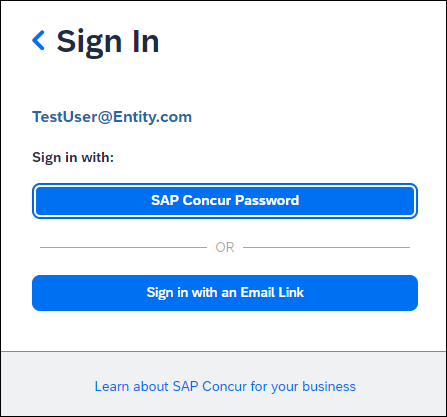 Sign In
TestUser@Entity.com
Sign in with:
SAP Concur Password
OR
Sign in with an Email Link
Learn about SAP Concur for your business